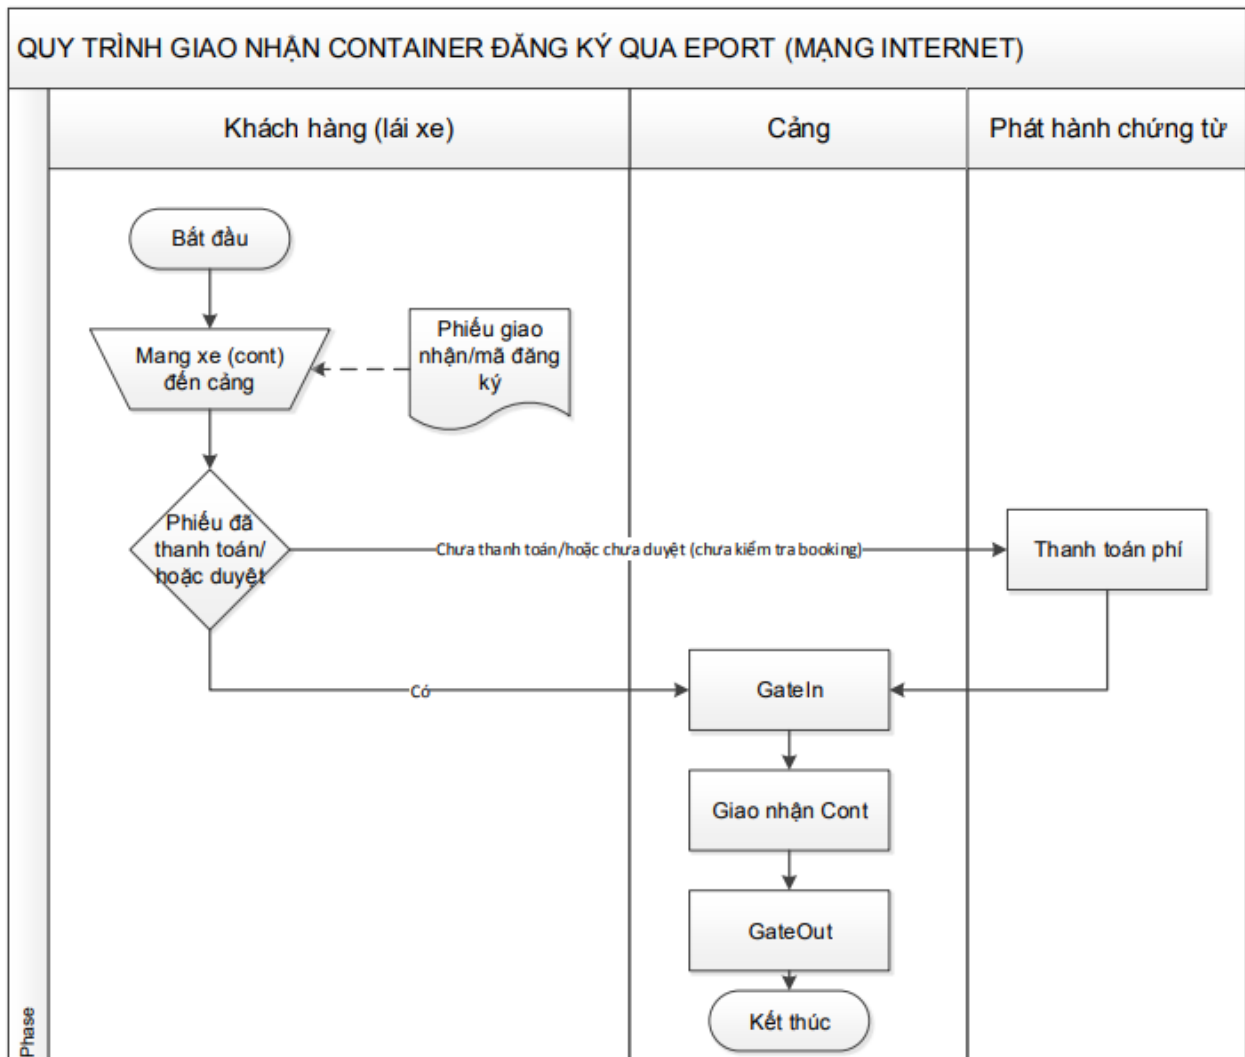 QUY TRÌNH GIAO NHẬN CONTAINER ĐĂNG KÝ QUA EPORT (MẠNG INTERNET)
Khách hàng (lái xe)
Cảng
Phát hành chứng từ
Bắt đầu
Mang xe (cont)
đến cảng
Phiếu giao
nhận/mã đăng
ký
Phiếu đã
thanh toán/
hoặc duyệt
Chưa thanh toán/hoặc chưa duyệt (chưa kiểm tra booking)
Thanh toán phí
Có
GateIn
Giao nhận Cont
GateOut
Kết thúc
Phase